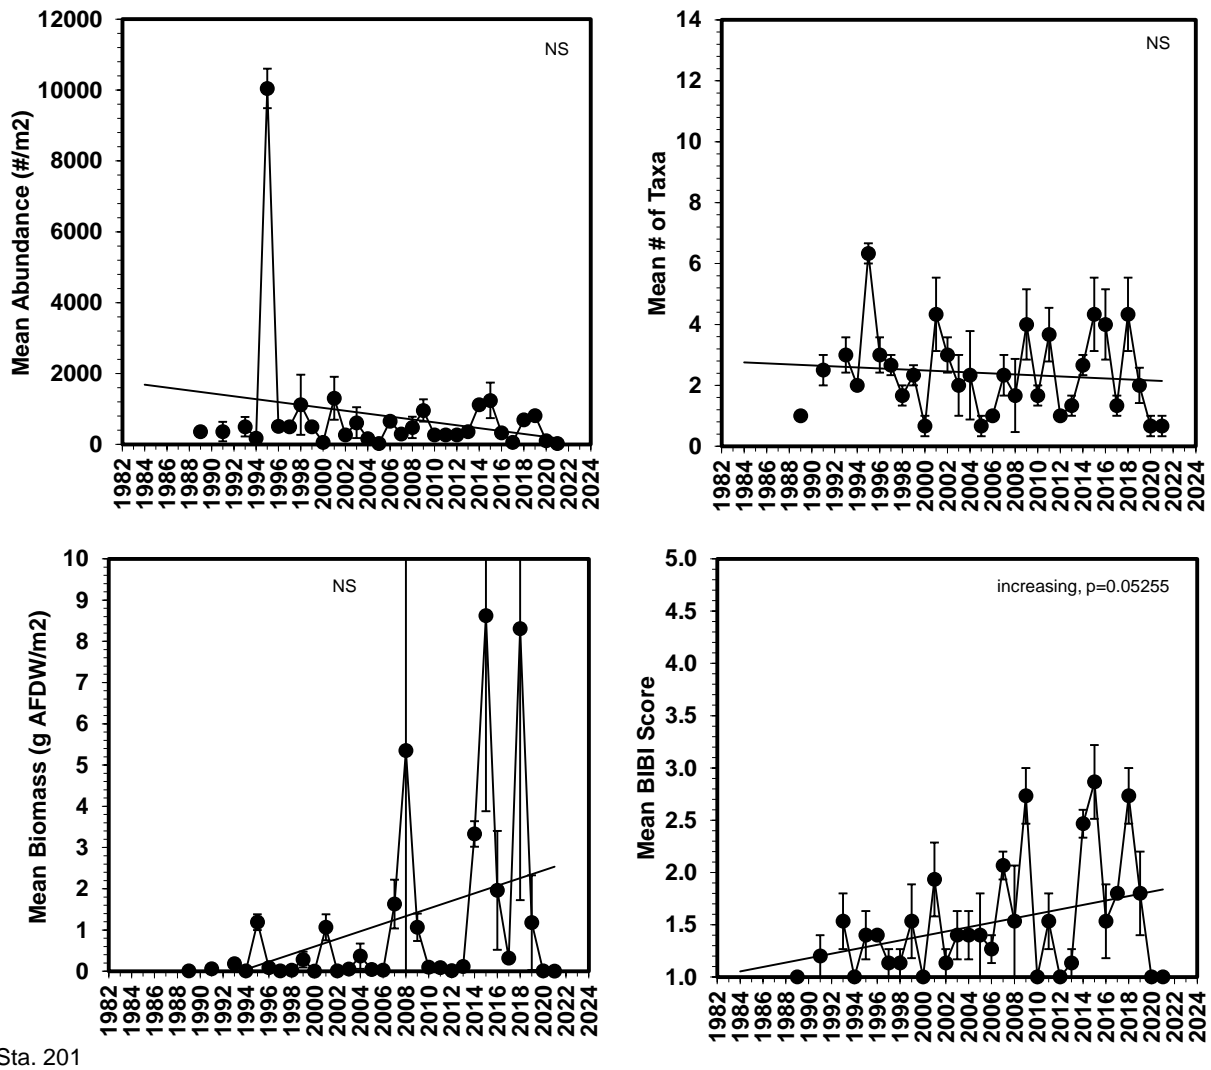 12000
10000
8000
6000
4000
2000
0
Mean Abundance (#/m2)
NS
1982 1984 1986 1988 1990 1992 1994 1996 1998 2000 2002 2004 2006 2008 2010 2012 2014 2016 2018 2020 2022 2024
14
12
10
8
6
4
2
0
Mean # of Taxa
NS
1982 1984 1986 1988 1990 1992 1994 1996 1998 2000 2002 2004 2006 2008 2010 2012 2014 2016 2018 2020 2022 2024
10
9
8
7
6
5
4
3
2
1
0
Mean Biomass (g AFDW/m2)
NS
1982 1984 1986 1988 1990 1992 1994 1996 1998 2000 2002 2004 2006 2008 2010 2012 2014 2016 2018 2020 2022 2024
5.0
4.5
4.0
3.5
3.0
2.5
2.0
1.5
1.0
Mean BIBI Score
increasing, p=0.05255
1982 1984 1986 1988 1990 1992 1994 1996 1998 2000 2002 2004 2006 2008 2010 2012 2014 2016 2018 2020 2022 2024
Sta. 201